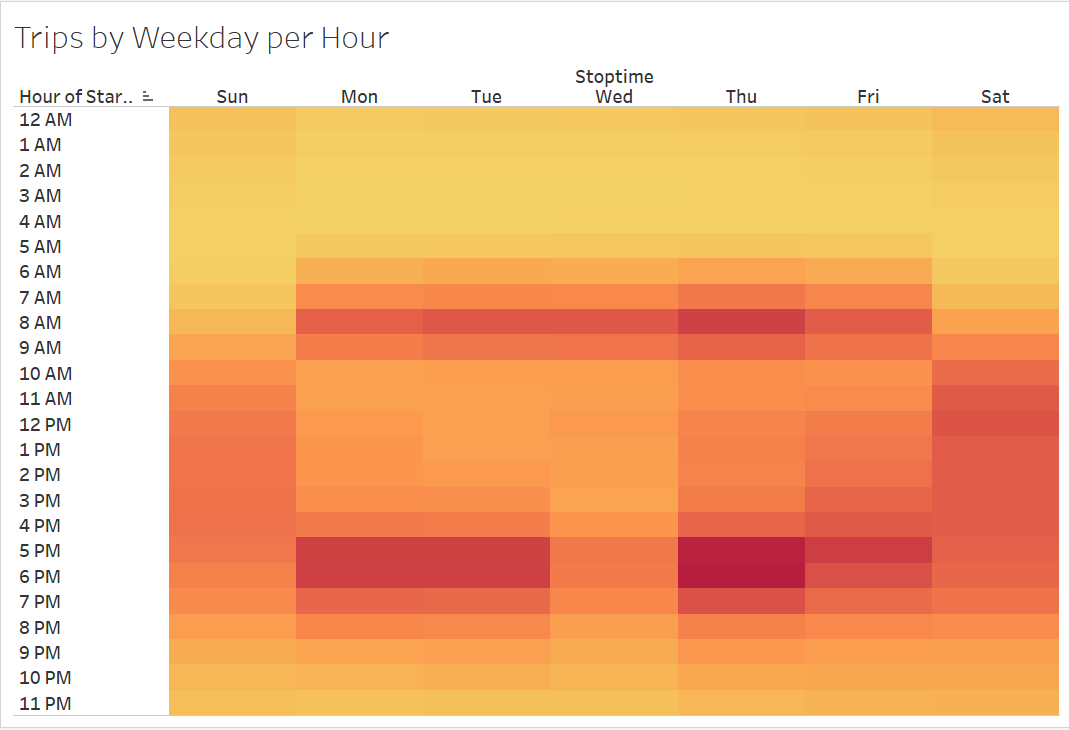 Trips by Weekday per Hour
Stoptime
Hour of Star.. Sun Mon Tue Wed Thu Fri Sat
12 AM
1 AM
2 AM
3 AM
4 AM
5 AM
6 AM
7 AM
8 AM
9 AM
10 AM
11 AM
12 PM
1 PM
2 PM
3 PM
4 PM
5 PM
6 PM
7 PM
8 PM
9 PM
10 PM
11 PM